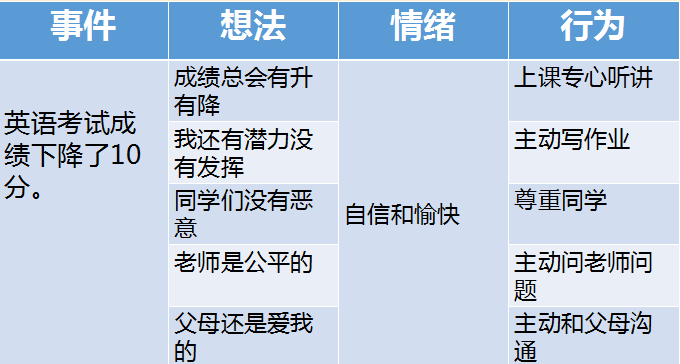 事件 想法 情绪 行为
英语考试成
绩下降了10
分。
成绩总会有升
有降
我还有潜力没
有发挥
同学们没有恶
意
老师是公平的
父母还是爱我
的
自信和愉快
上课专心听讲
主动写作业
尊重同学
主动问老师问
题
主动和父母沟
通